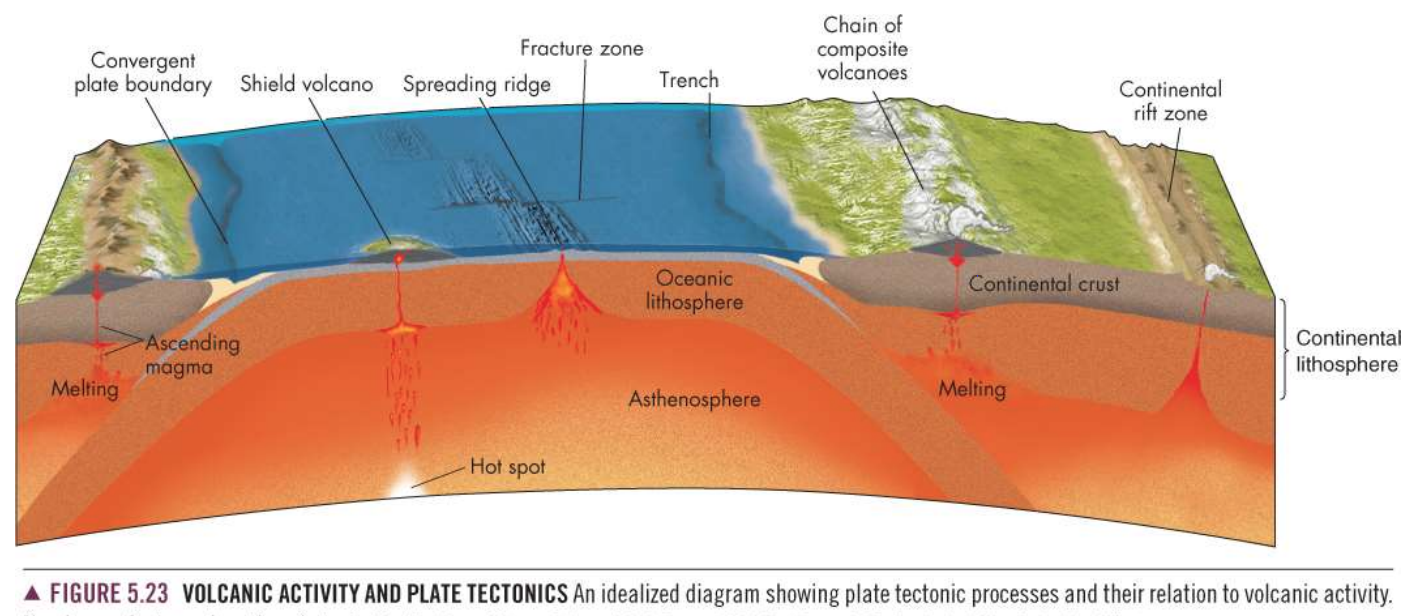 Convergent
plate boundary
Shield volcano
Fracture zone
Spreading ridge
Trench
Chain of
composite
volcanoes
Continental
rift zone
Oceanic
lithosphere
Continental crust
Continental
lithosphere
Ascending
magma
Melting
Asthenosphere
Melting
Hot spot
▲ FIGURE 5.23 VOLCANIC ACTIVITY AND PLATE TECTONICS An idealized diagram showing plate tectonic processes and their relation to volcanic activity.